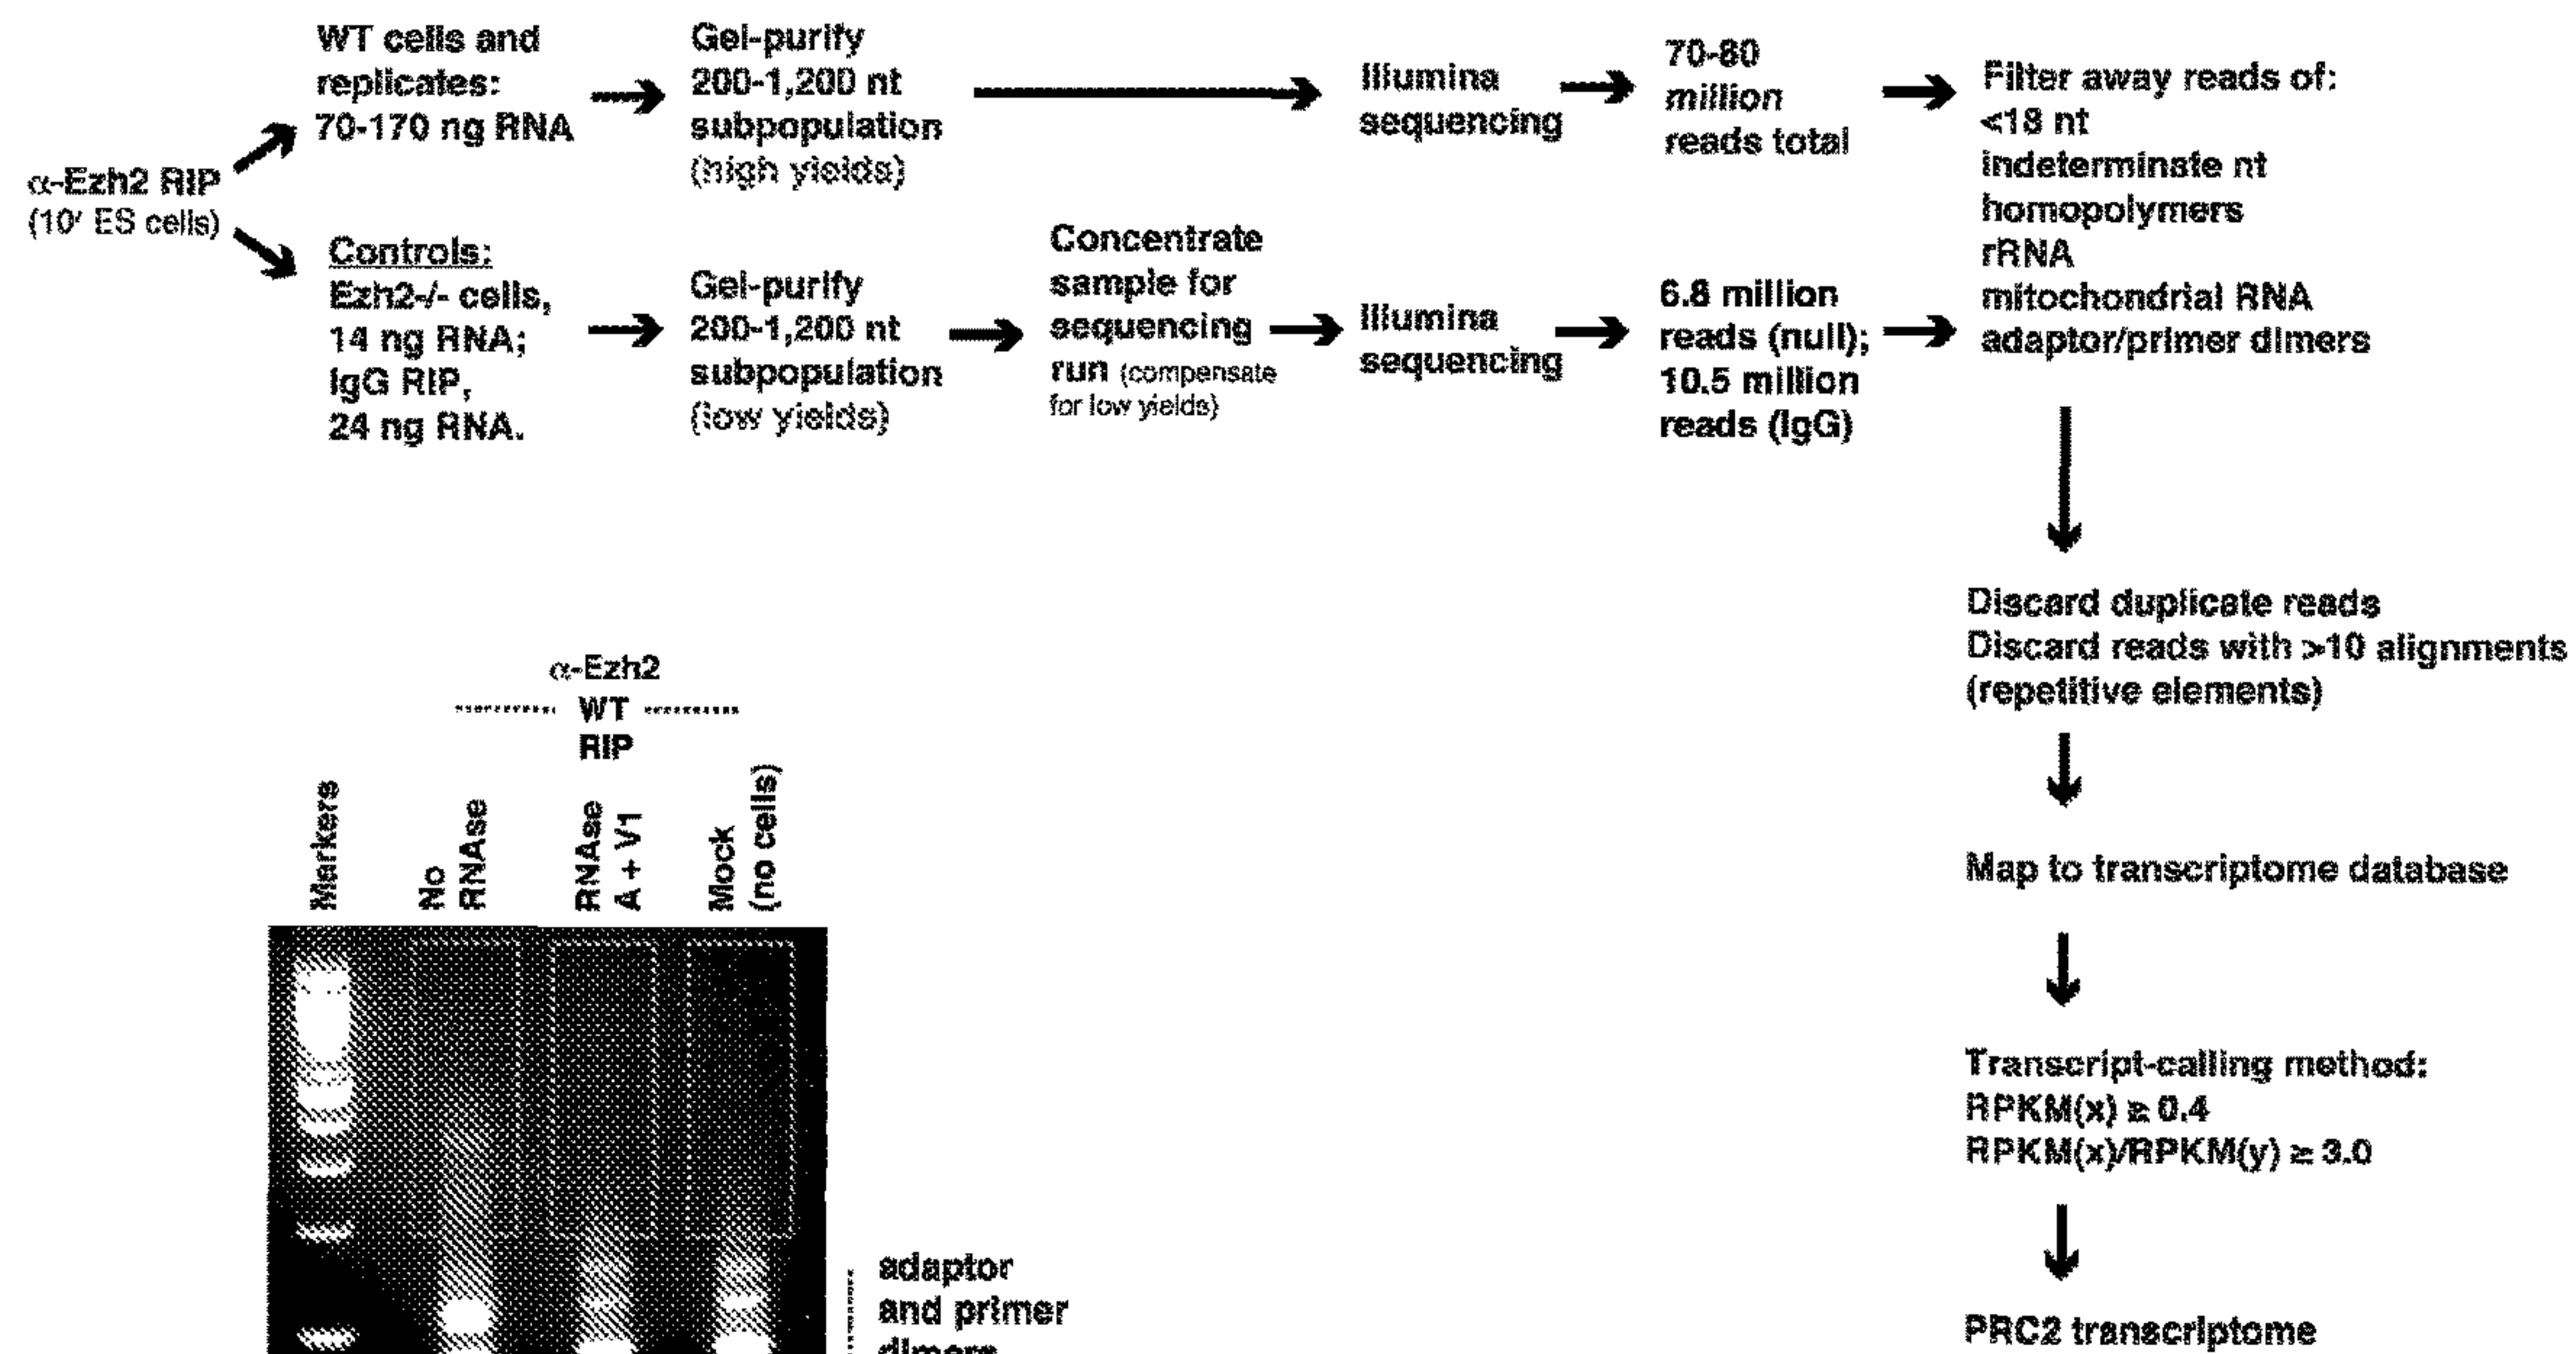 α-Ezh2 RIP
(10⁷ ES cells)
WT cells and
replicates:
70-170 ng RNA
Gel-purify
200-1,200 nt
subpopulation
(high yields)
Illumina
sequencing
70-80
million
reads total
Filter away reads of:
<18 nt
indeterminate nt
homopolymers
rRNA
mitochondrial RNA
adaptor/primer dimers
Controls:
Ezh2-/- cells,
14 ng RNA;
IgG RIP,
24 ng RNA.
Gel-purify
200-1,200 nt
subpopulation
(low yields)
Concentrate
sample for
sequencing
run (compensate
for low yields)
Illumina
sequencing
6.8 million
reads (null);
10.5 million
reads (IgG)
Discard duplicate reads
Discard reads with >10 alignments
(repetitive elements)
Map to transcriptome database
Transcript-calling method:
RPKM(x) ≥ 0.4
RPKM(x)/RPKM(y) ≥ 3.0
PRC2 transcriptome
α-Ezh2
WT
RIP
Markers
No
RNAse
RNAse
A + V1
Mock
(no cells)
adaptor
and primer
dimers